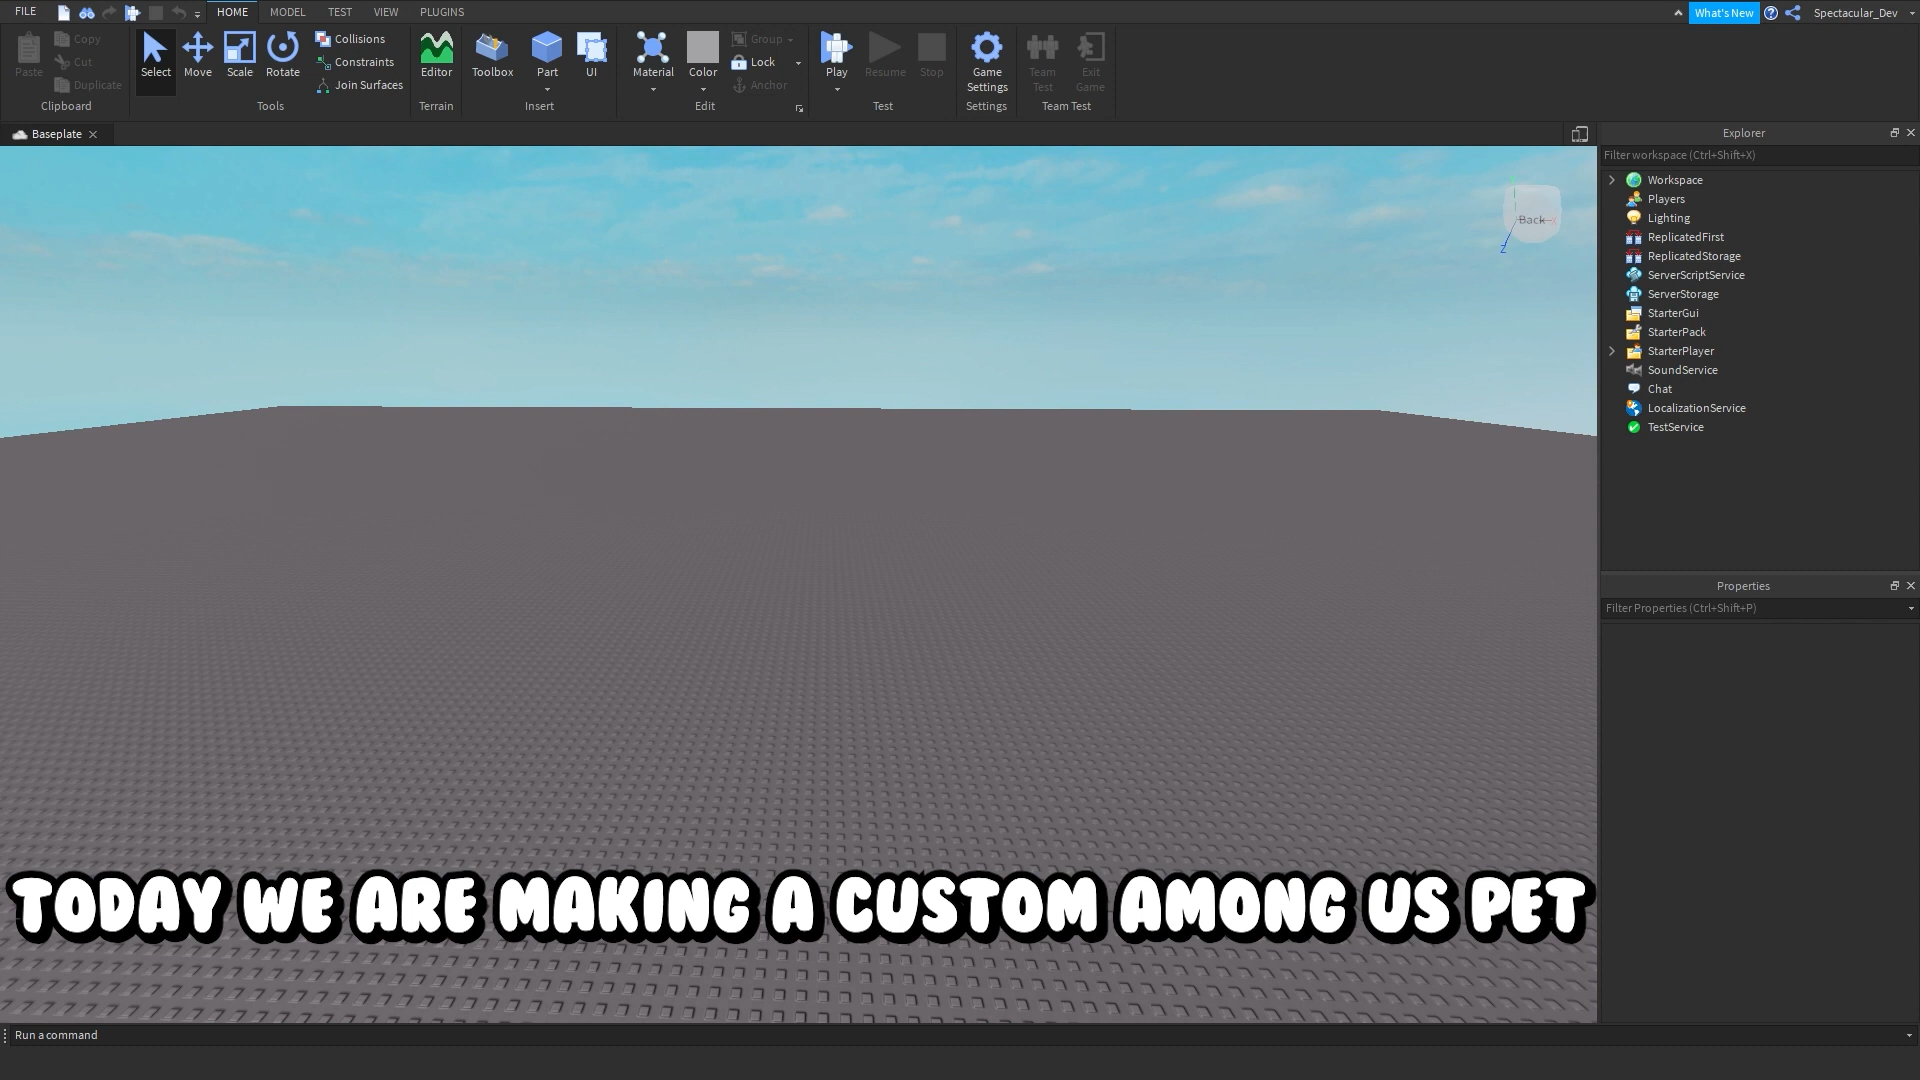 FILE HOME MODEL TEST VIEW PLUGINS What's New Spectacular_Dev
Paste Copy Cut Duplicate
Clipboard
Select Move Scale Rotate Collisions Constraints Join Surfaces
Tools
Editor
Terrain
Toolbox Part UI
Insert
Material Color Group Lock Anchor
Edit
Play Resume Stop
Test
Game Settings
Settings
Team Test Exit Game
Team Test
Baseplate
Back X
Z
Explorer
Filter workspace (Ctrl+Shift+X)
Workspace
Players
Lighting
ReplicatedFirst
ReplicatedStorage
ServerScriptService
ServerStorage
StarterGui
StarterPack
StarterPlayer
SoundService
Chat
LocalizationService
TestService
Properties
Filter Properties (Ctrl+Shift+P)
TODAY WE ARE MAKING A CUSTOM AMONG US PET
Run a command